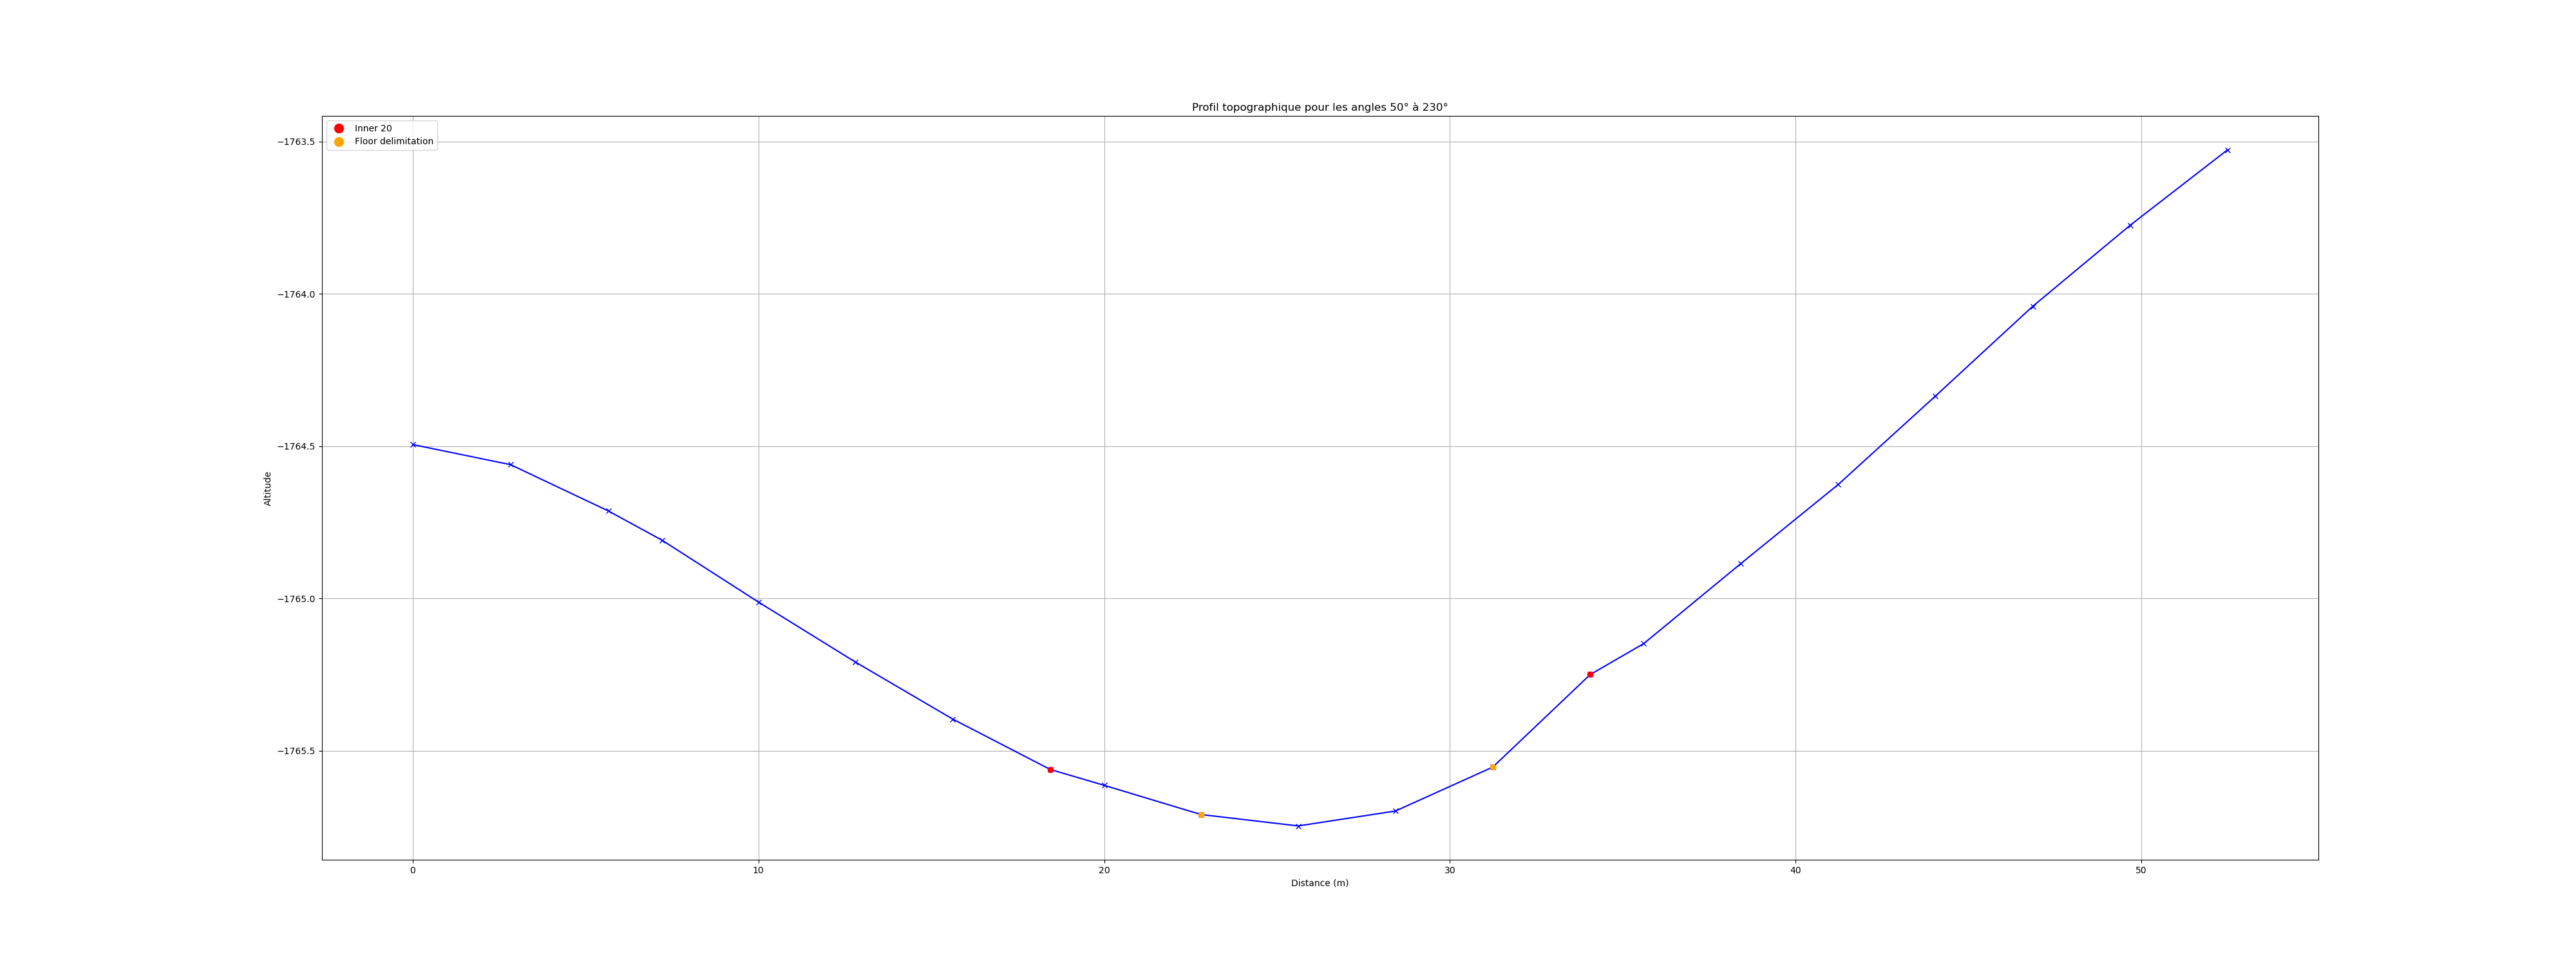 Profil topographique pour les angles 50° à 230°
Inner 20
Floor delimitation
−1763.5
−1764.0
−1764.5
−1765.0
−1765.5
Altitude
0 10 20 30 40 50
Distance (m)